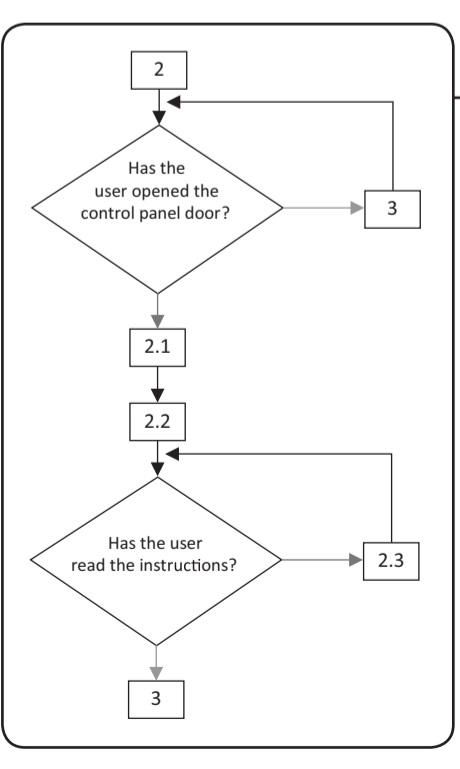 2
Has the
user opened the
control panel door?
3
2.1
2.2
Has the user
read the instructions?
2.3
3